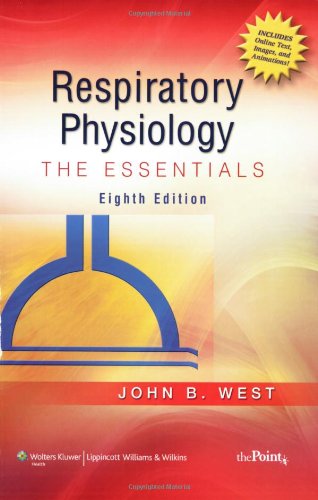 INCLUDES
Online Text,
Images, and
Animations!
Respiratory
Physiology
THE ESSENTIALS
Eighth Edition
JOHN B. WEST
Wolters Kluwer
Health
Lippincott Williams & Wilkins
thePoint